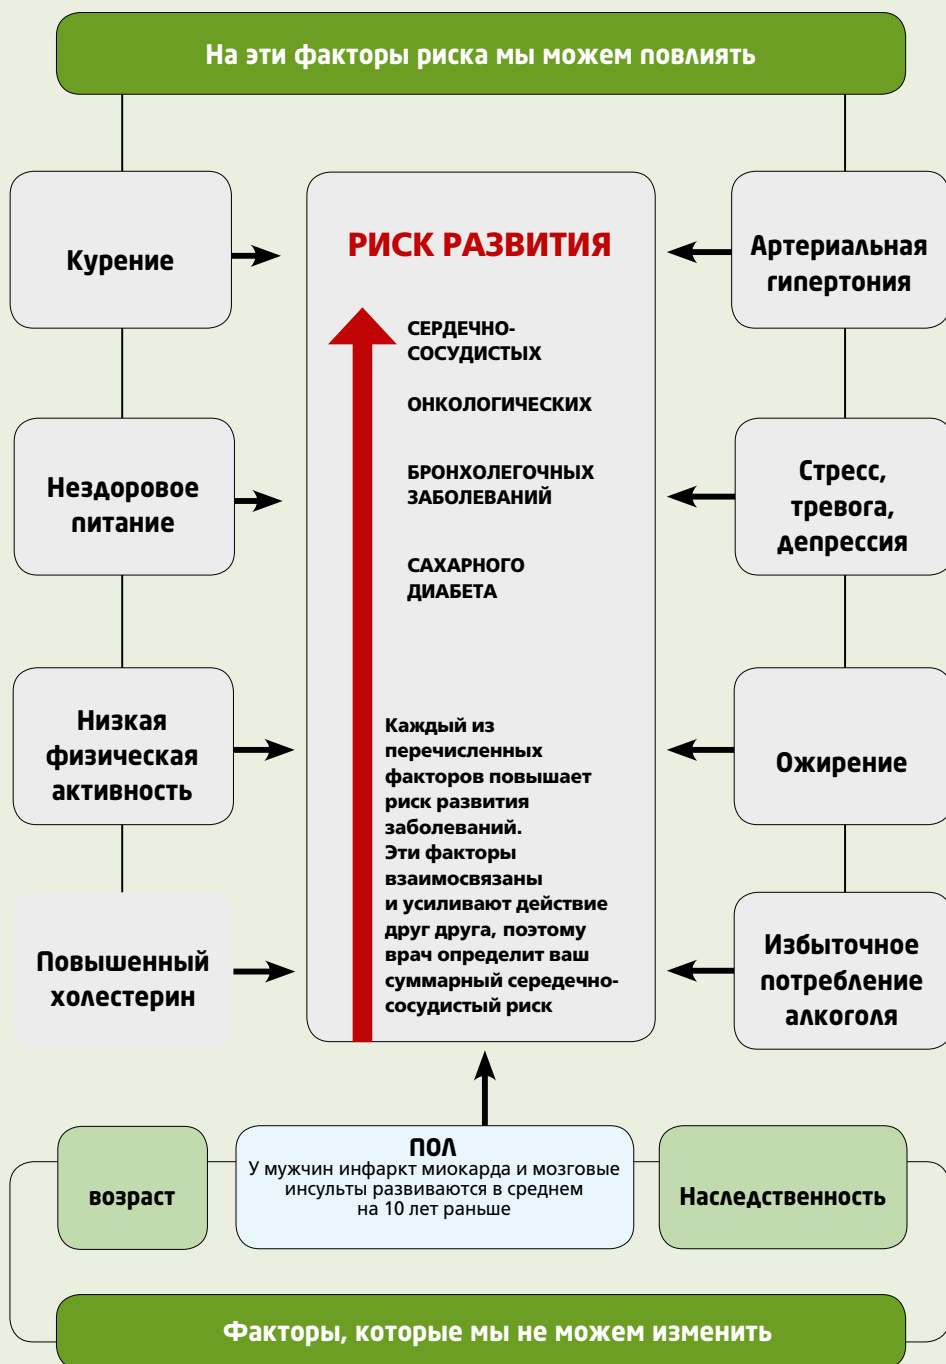 На эти факторы риска мы можем повлиять
Курение
Нездоровое
питание
Низкая
физическая
активность
Повышенный
холестерин
РИСК РАЗВИТИЯ
СЕРДЕЧНО-
СОСУДИСТЫХ
ОНКОЛОГИЧЕСКИХ
БРОНХОЛЕГОЧНЫХ
ЗАБОЛЕВАНИЙ
САХАРНОГО
ДИАБЕТА
Каждый из
перечисленных
факторов повышает
риск развития
заболеваний.
Эти факторы
взаимосвязаны
и усиливают действие
друг друга, поэтому
врач определит ваш
суммарный середечно-
сосудистый риск
Артериальная
гипертония
Стресс,
тревога,
депрессия
Ожирение
Избыточное
потребление
алкоголя
возраст
ПОЛ
У мужчин инфаркт миокарда и мозговые
инсульты развиваются в среднем
на 10 лет раньше
Наследственность
Факторы, которые мы не можем изменить